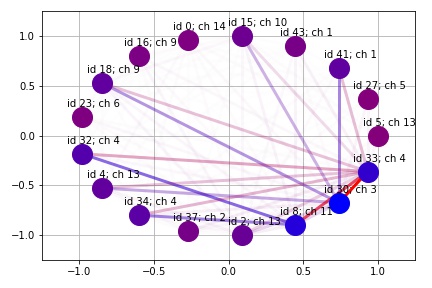 1.0
0.5
0.0
−0.5
−1.0
−1.0
−0.5
0.0
0.5
1.0
id 15; ch 10
id 0; ch 14
id 43; ch 1
id 16; ch 9
id 41; ch 1
id 18; ch 9
id 27; ch 5
id 23; ch 6
id 5; ch 13
id 32; ch 4
id 33; ch 4
id 4; ch 13
id 30; ch 3
id 34; ch 4
id 8; ch 11
id 37; ch 2
id 2; ch 13